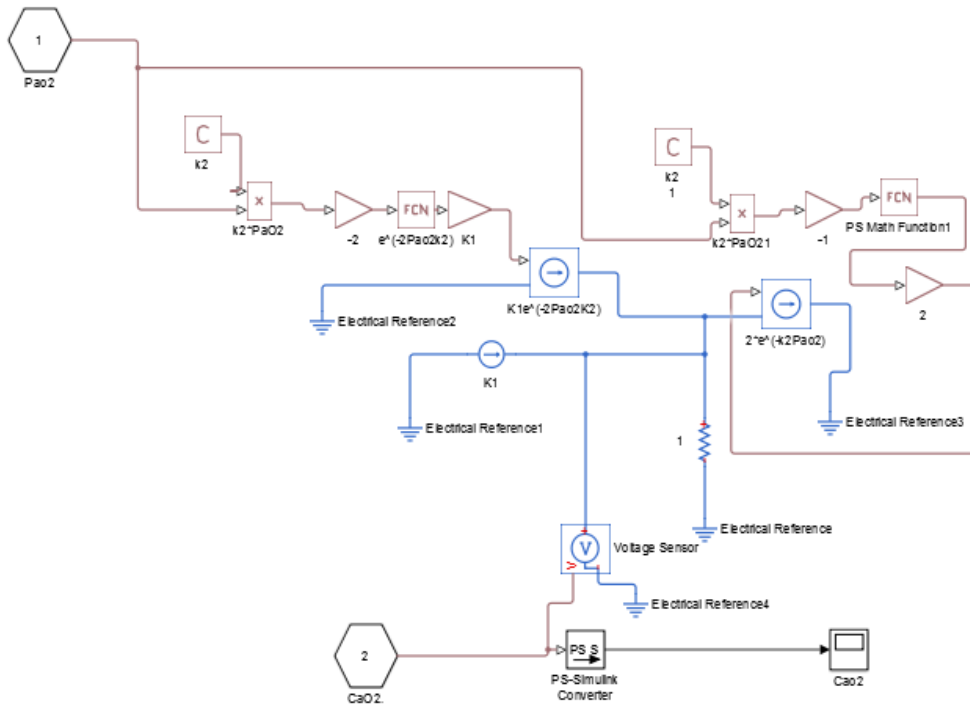 1
Pao2
C
k2
x
k2*PaO2
-2
FCN
e^(-2Pao2k2)
K1
C
k2
1
x
k2*PaO21
-1
FCN
PS Math Function1
2
K1e^(-2Pao2K2)
2*e^(-k2Pao2)
Electrical Reference2
K1
Electrical Reference1
1
Electrical Reference3
Electrical Reference
V
V
Voltage Sensor
Electrical Reference4
2
CaO2.
PS S
PS-Simulink
Converter
Cao2